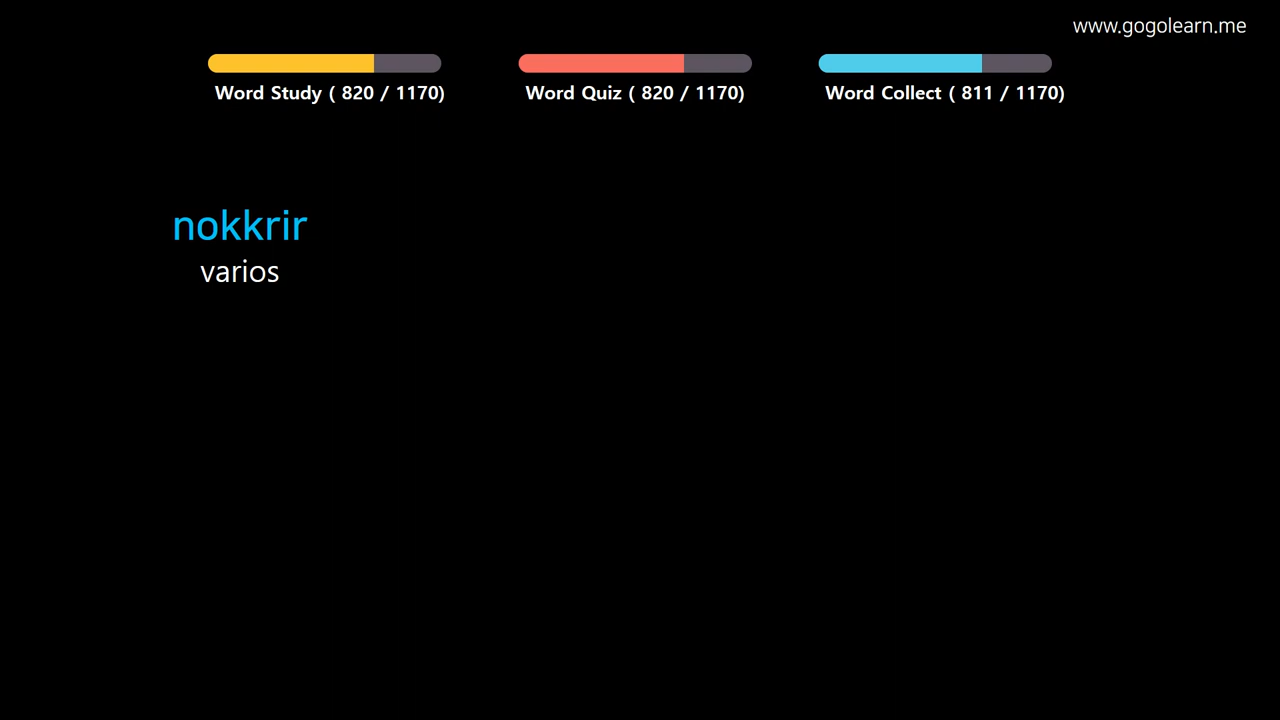 www.gogolearn.me
Word Study ( 820 / 1170)
Word Quiz ( 820 / 1170)
Word Collect ( 811 / 1170)
nokkrir
varios